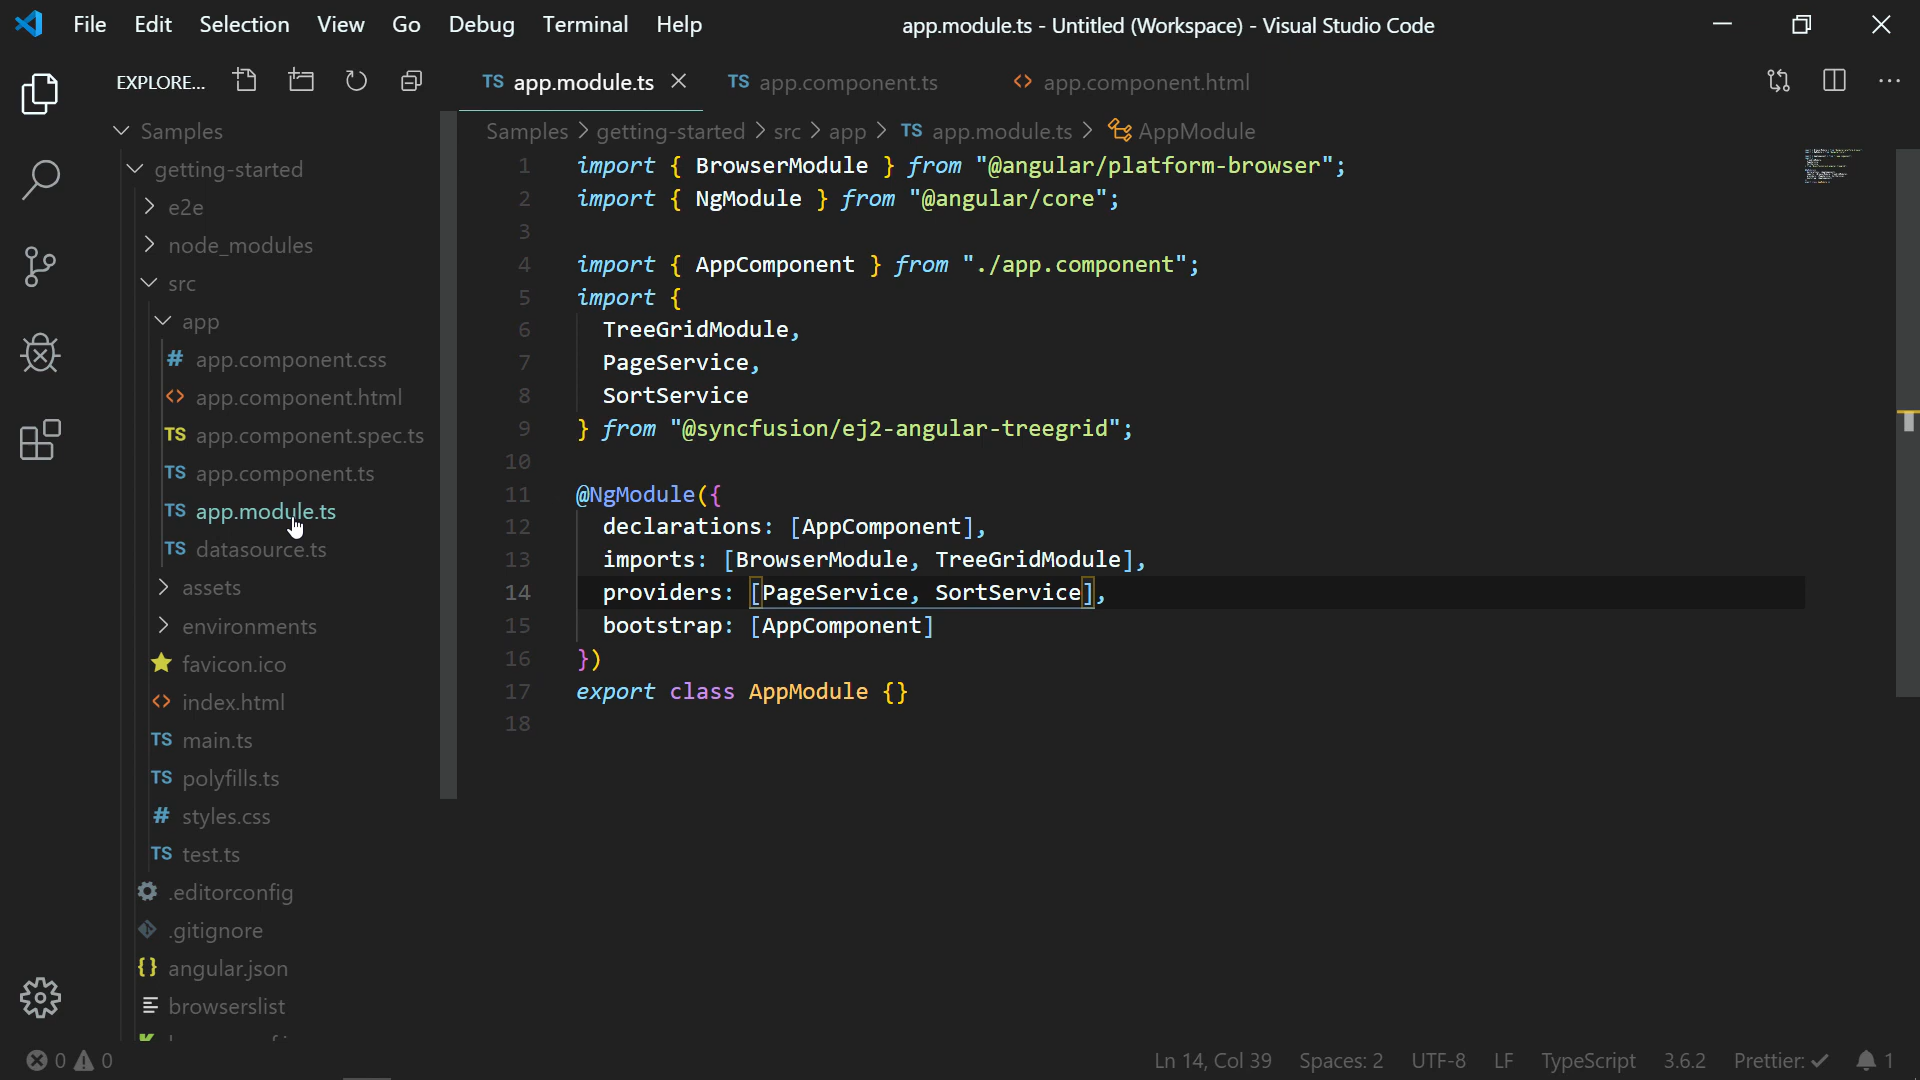 File Edit Selection View Go Debug Terminal Help
app.module.ts - Untitled (Workspace) - Visual Studio Code
EXPLORE...
TS app.module.ts
TS app.component.ts
<> app.component.html
Samples
getting-started
e2e
node_modules
src
app
# app.component.css
<> app.component.html
TS app.component.spec.ts
TS app.component.ts
TS app.module.ts
TS datasource.ts
assets
environments
favicon.ico
<> index.html
TS main.ts
TS polyfills.ts
# styles.css
TS test.ts
.editorconfig
.gitignore
{} angular.json
browserslist
Samples > getting-started > src > app > TS app.module.ts > AppModule
1 import { BrowserModule } from "@angular/platform-browser";
2 import { NgModule } from "@angular/core";
3
4 import { AppComponent } from "./app.component";
5 import {
6 TreeGridModule,
7 PageService,
8 SortService
9 } from "@syncfusion/ej2-angular-treegrid";
10
11 @NgModule({
12 declarations: [AppComponent],
13 imports: [BrowserModule, TreeGridModule],
14 providers: [PageService, SortService],
15 bootstrap: [AppComponent]
16 })
17 export class AppModule {}
18
0 0
Ln 14, Col 39 Spaces: 2 UTF-8 LF TypeScript 3.6.2 Prettier: ✓ 1